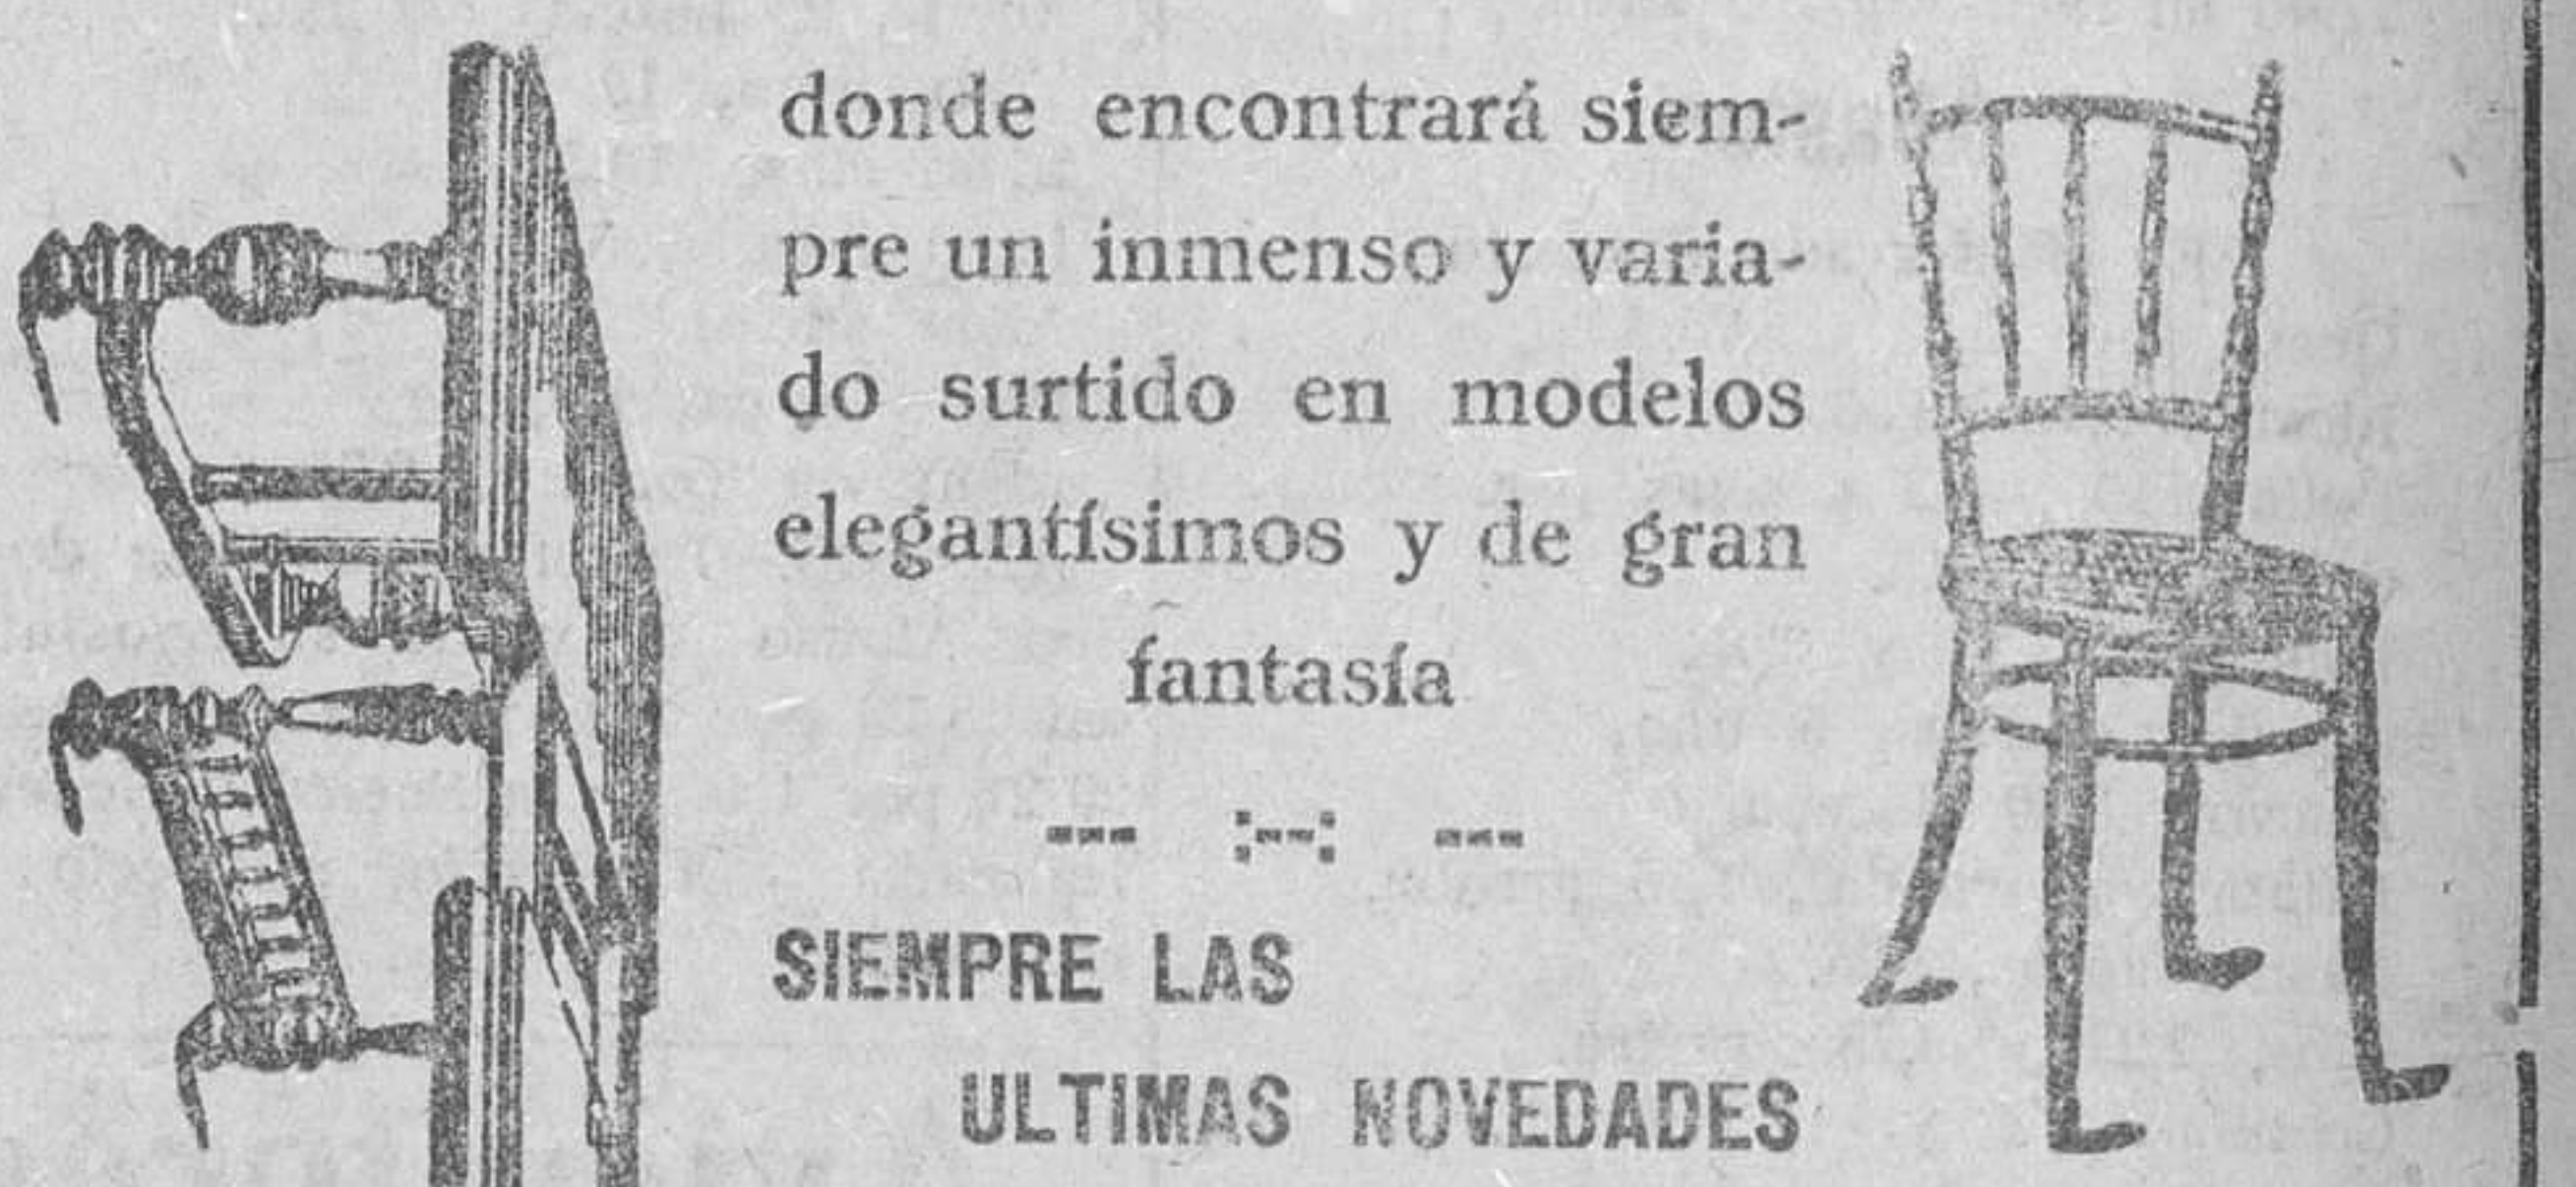 donde encontrará siem-
pre un inmenso y varia-
do surtido en modelos
elegantísimos y de gran
fantasía
--- :--: ---
SIEMPRE LAS
ULTIMAS NOVEDADES